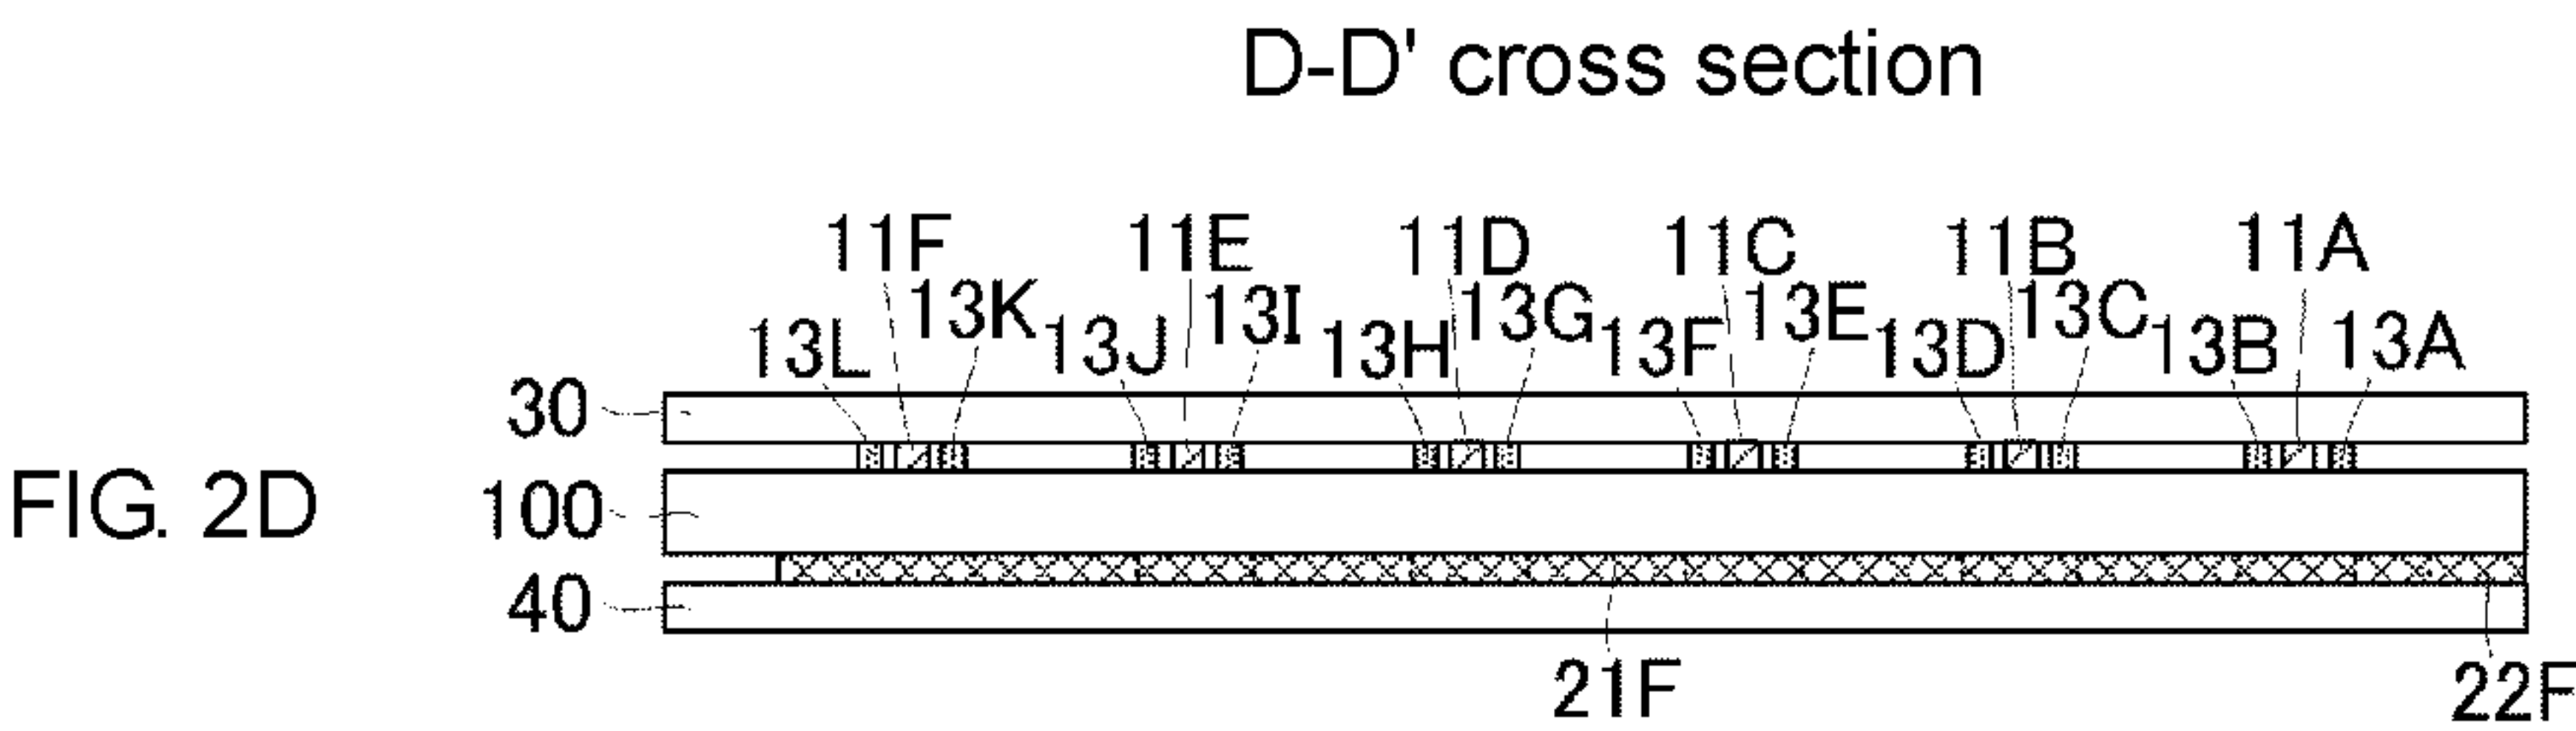 D-D' cross section
11F 11E 11D 11C 11B 11A
13L 13K 13J 13I 13H 13G 13F 13E 13D 13C 13B 13A
30
FIG. 2D 100
40
21F 22F